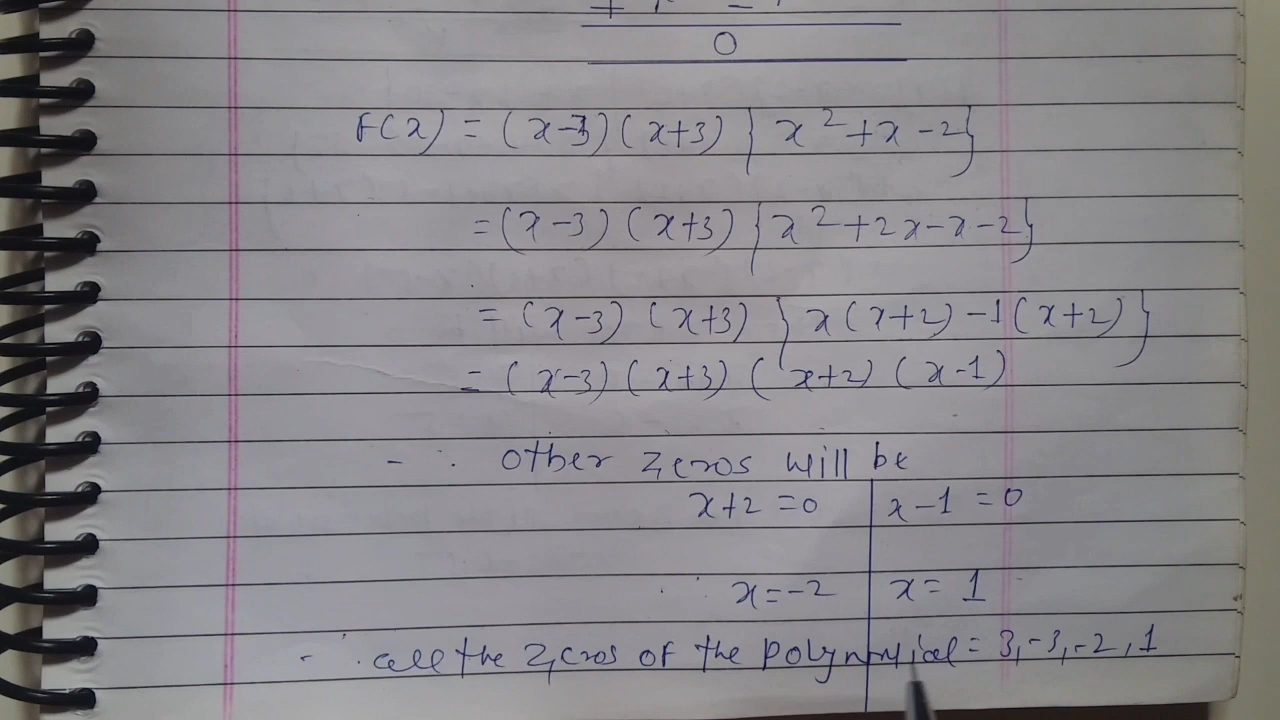 0
F(x) = (x-3)(x+3) } x² + x - 2}
= (x-3) (x+3) } x² + 2x - x - 2}
= (x-3) (x+3) } x(x+2) - 1(x+2) }
= (x-3) (x+3) ( x+2) ( x-1)
∴ other zeros will be
x+2 = 0 | x-1 = 0
x = -2 | x = 1
∴ all the zeros of the polynomial = 3, -3, -2, 1